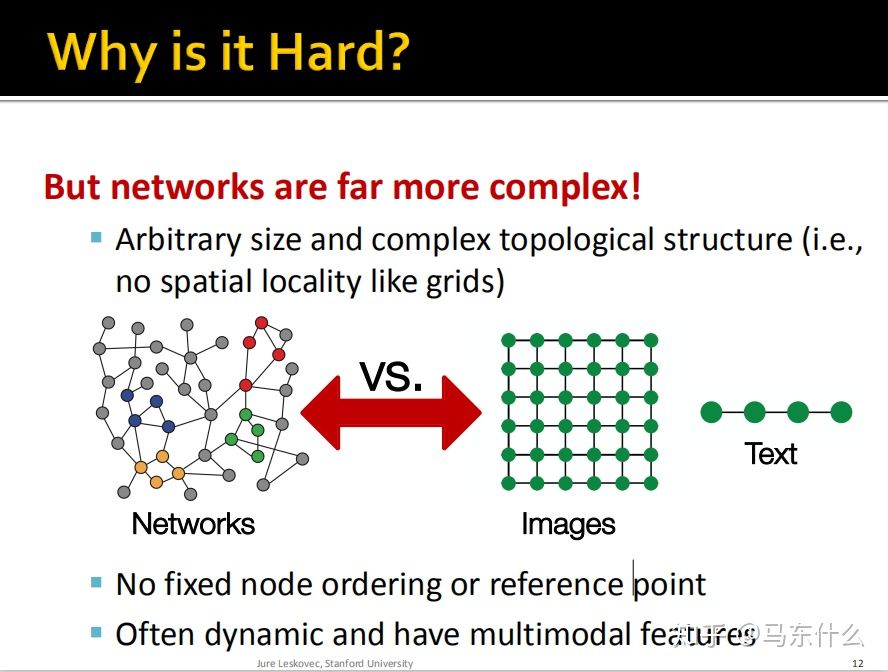 Why is it Hard?
But networks are far more complex!
Arbitrary size and complex topological structure (i.e.,
no spatial locality like grids)
vs.
Text
Networks
Images
No fixed node ordering or reference point
Often dynamic and have multimodal features
知乎 @马东什么
Jure Leskovec, Stanford University
12